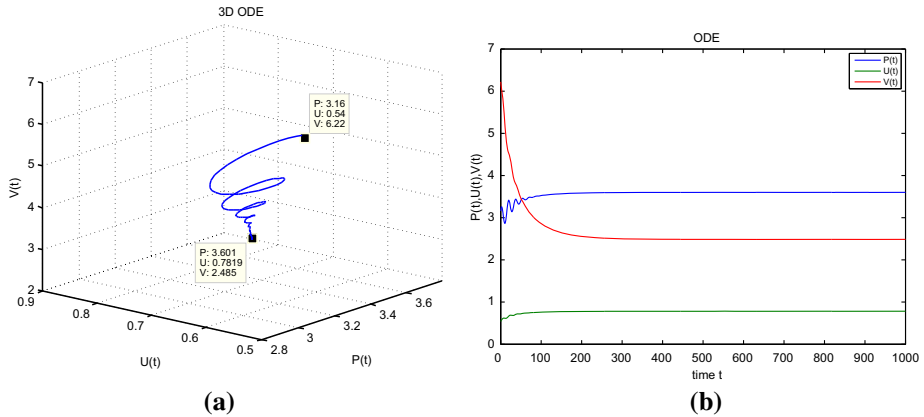 3D ODE
7
6
5
4
3
2
V(t)
P: 3.16
U: 0.54
V: 6.22
P: 3.601
U: 0.7819
V: 2.485
0.9
0.8
0.7
0.6
0.5
U(t)
2.8
3
3.2
3.4
3.6
P(t)
(a)
ODE
7
6
5
4
3
2
1
0
P(t),U(t),V(t)
P(t)
U(t)
V(t)
0 100 200 300 400 500 600 700 800 900 1000
time t
(b)